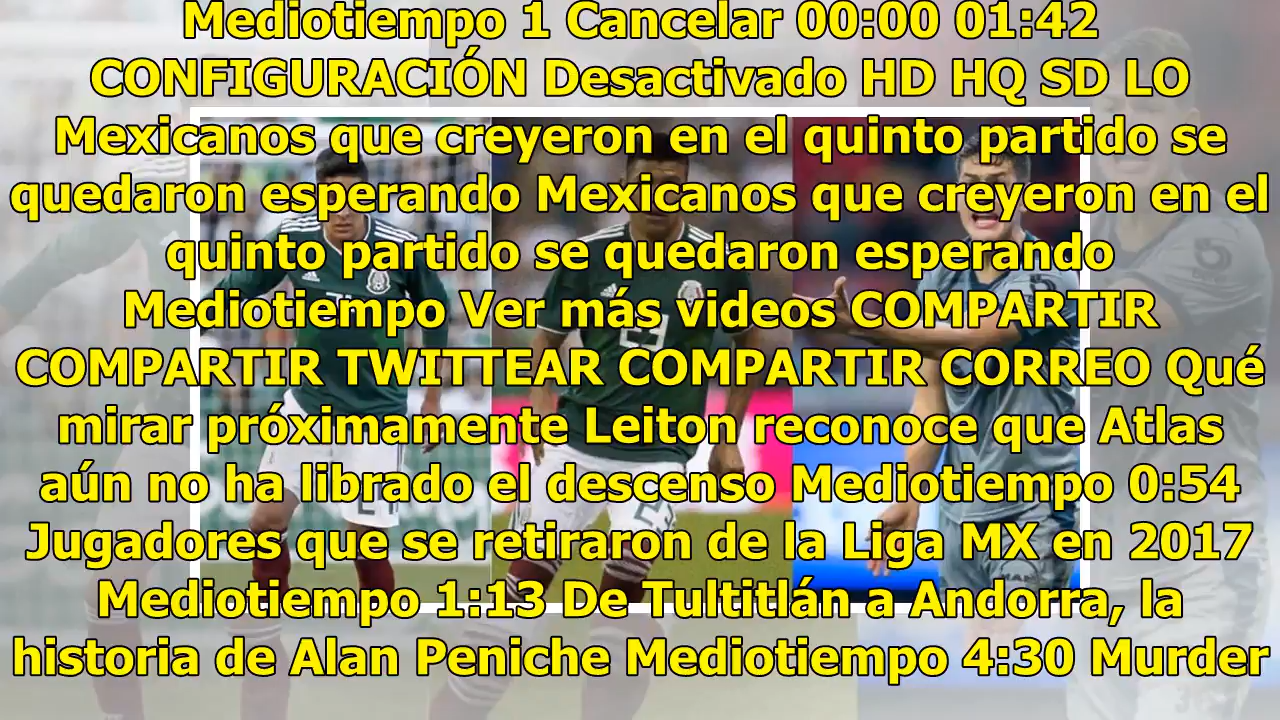 Mediotiempo 1 Cancelar 00:00 01:42
CONFIGURACIÓN Desactivado HD HQ SD LO
Mexicanos que creyeron en el quinto partido se
quedaron esperando Mexicanos que creyeron en el
quinto partido se quedaron esperando
Mediotiempo Ver más videos COMPARTIR
COMPARTIR TWITTEAR COMPARTIR CORREO Qué
mirar próximamente Leiton reconoce que Atlas
aún no ha librado el descenso Mediotiempo 0:54
Jugadores que se retiraron de la Liga MX en 2017
Mediotiempo 1:13 De Tultitlán a Andorra, la
historia de Alan Peniche Mediotiempo 4:30 Murder
23